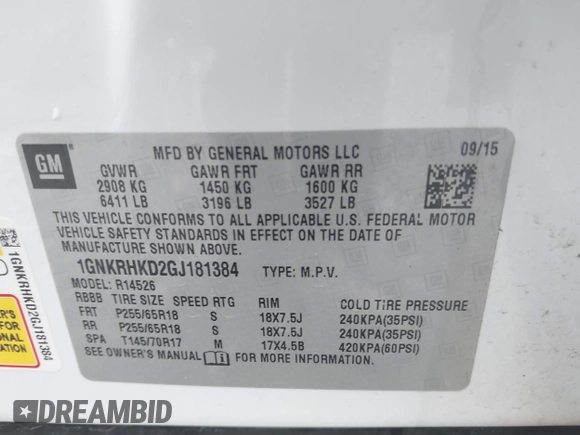 GM
MFD BY GENERAL MOTORS LLC 09/15
GVWR GAWR FRT GAWR RR
2908 KG 1450 KG 1600 KG
6411 LB 3196 LB 3527 LB
THIS VEHICLE CONFORMS TO ALL APPLICABLE U.S. FEDERAL MOTOR
VEHICLE SAFETY, BUMPER, AND THEFT PREVENTION STANDARDS
IN EFFECT ON THE DATE OF MANUFACTURE
SHOWN ABOVE.
1GNKRHKD2GJ181384 TYPE: M.P.V.
MODEL: R14526
RBBB TIRE SIZE SPEED RTG RIM COLD TIRE PRESSURE
FRT P255/65R18 S 18X7.5J 240KPA(35PSI)
RR P255/65R18 S 18X7.5J 240KPA(35PSI)
SPA T145/70R17 M 17X4.5B 420KPA(60PSI)
SEE OWNER'S MANUAL FOR MORE INFORMATION.
1GNKRHKD2GJ181384
DREAMBID